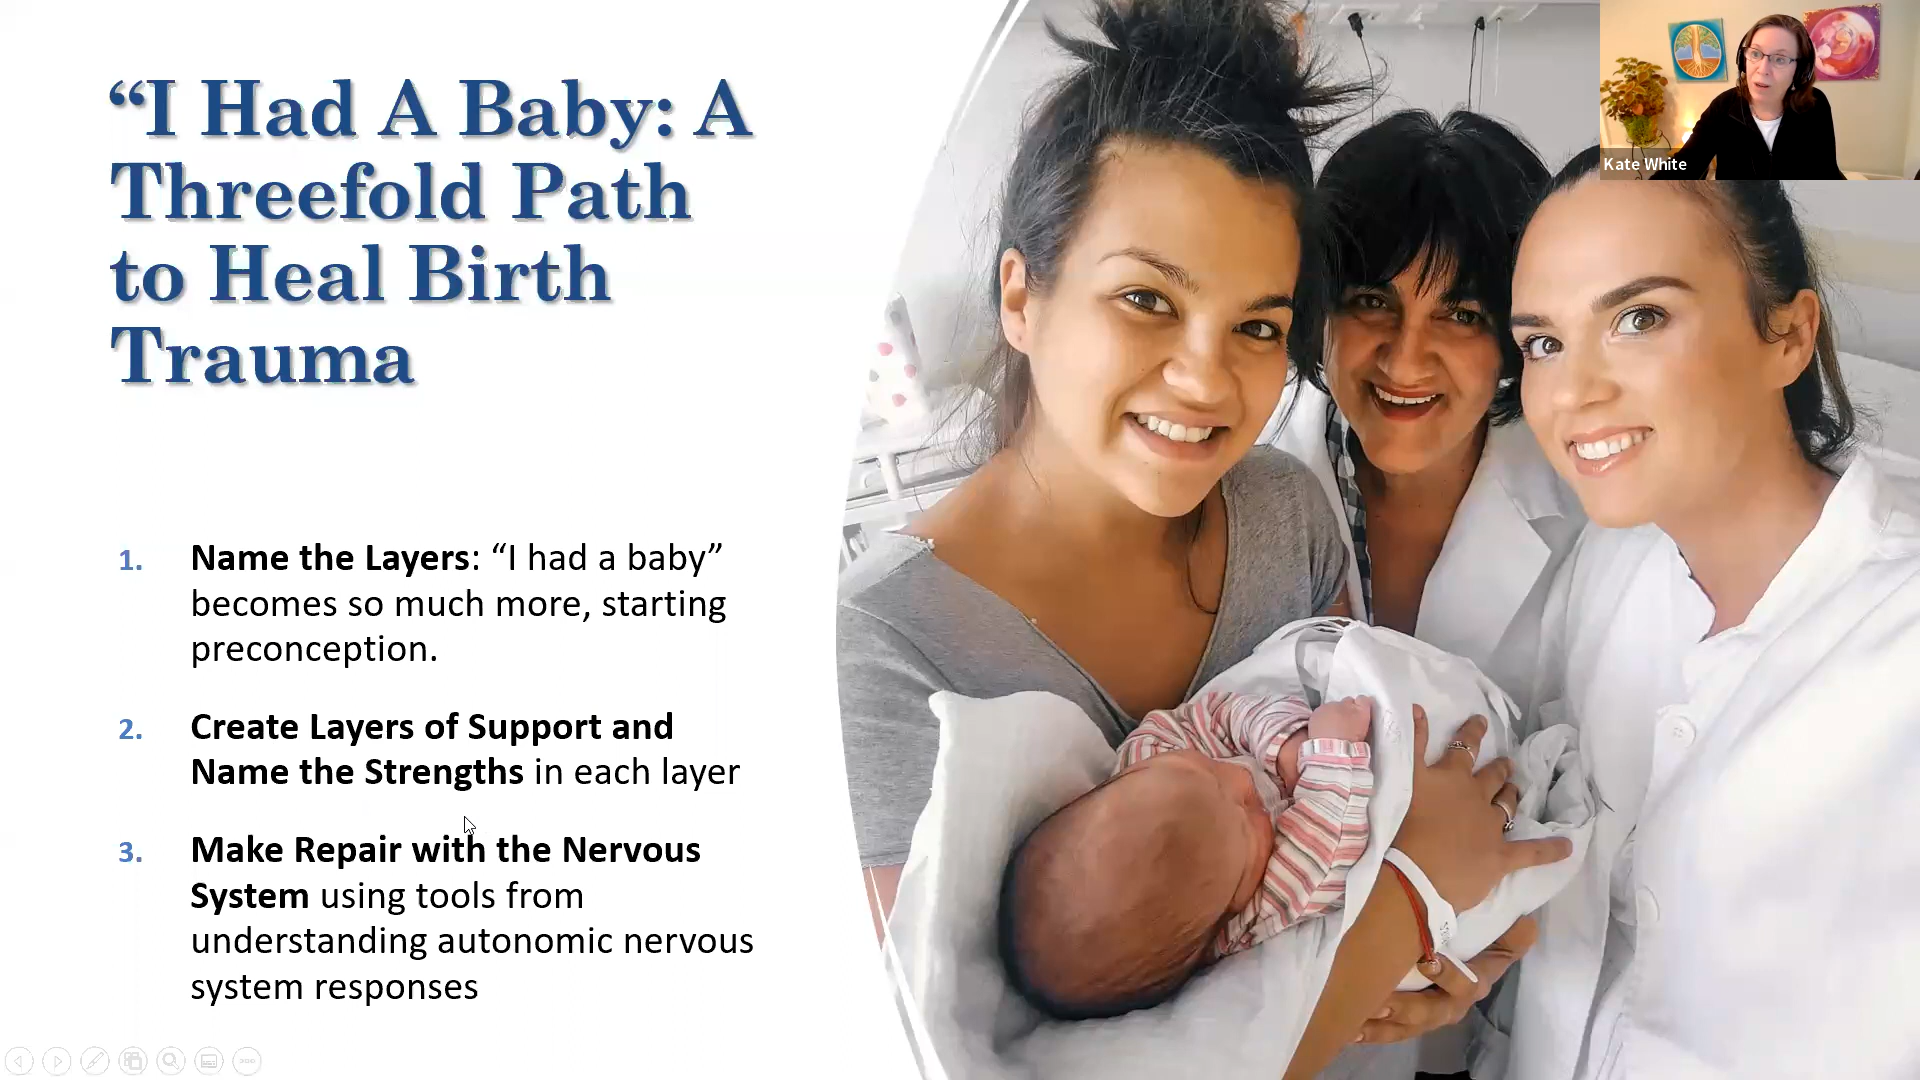 “I Had A Baby: A
Threefold Path
to Heal Birth
Trauma
1. Name the Layers: “I had a baby”
becomes so much more, starting
preconception.
2. Create Layers of Support and
Name the Strengths in each layer
3. Make Repair with the Nervous
System using tools from
understanding autonomic nervous
system responses
Kate White